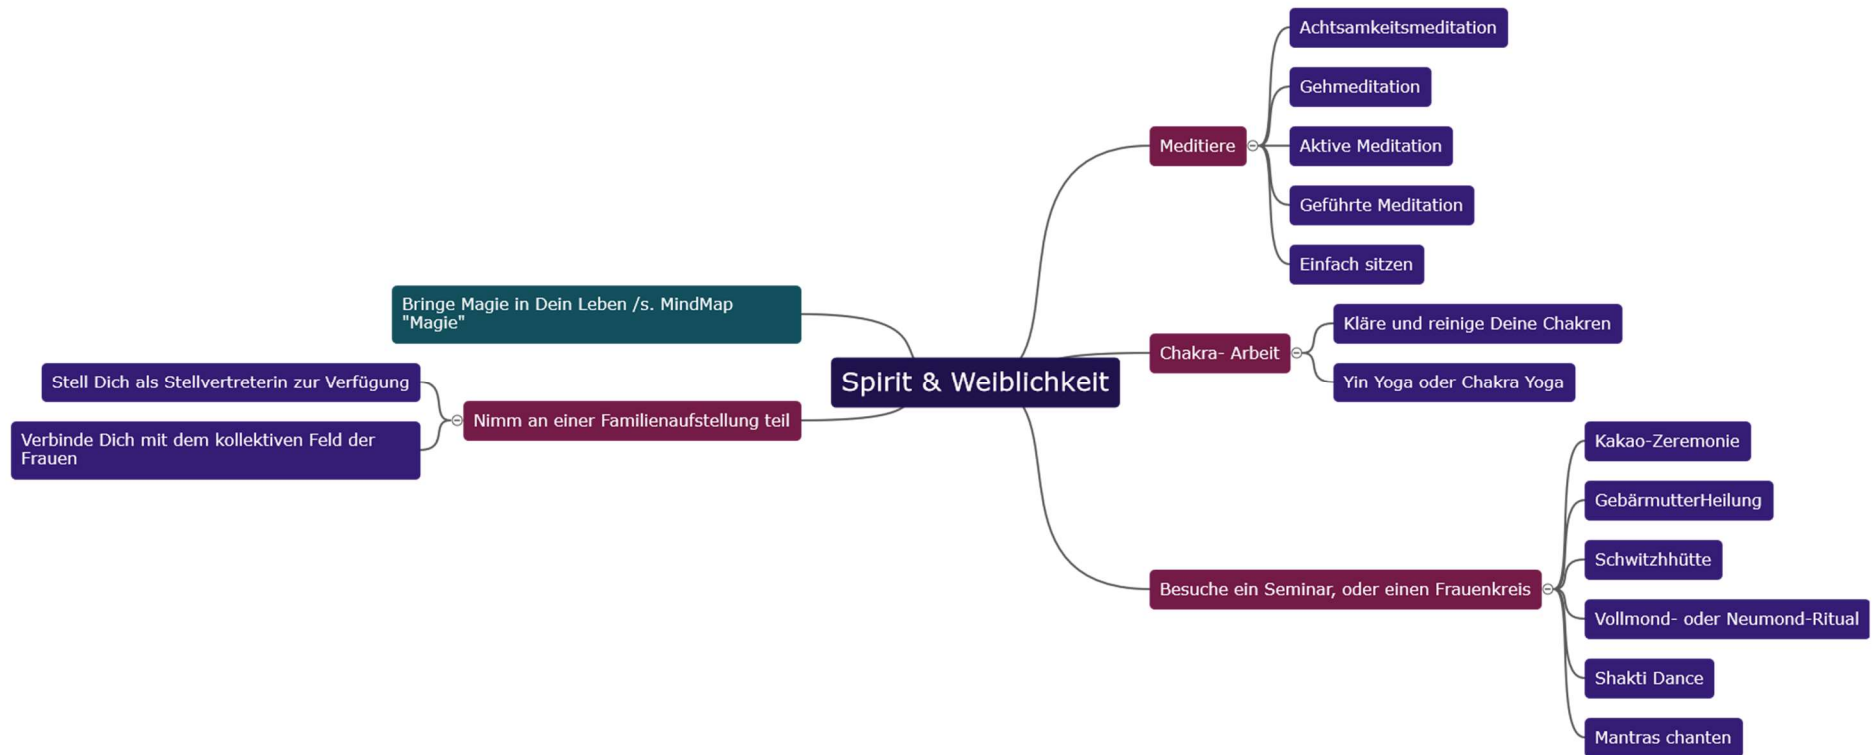 Spirit & Weiblichkeit
Meditiere
Achtsamkeitsmeditation
Gehmeditation
Aktive Meditation
Geführte Meditation
Einfach sitzen
Chakra- Arbeit
Kläre und reinige Deine Chakren
Yin Yoga oder Chakra Yoga
Besuche ein Seminar, oder einen Frauenkreis
Kakao-Zeremonie
GebärmutterHeilung
Schwitzhhütte
Vollmond- oder Neumond-Ritual
Shakti Dance
Mantras chanten
Bringe Magie in Dein Leben /s. MindMap
"Magie"
Nimm an einer Familienaufstellung teil
Stell Dich als Stellvertreterin zur Verfügung
Verbinde Dich mit dem kollektiven Feld der
Frauen